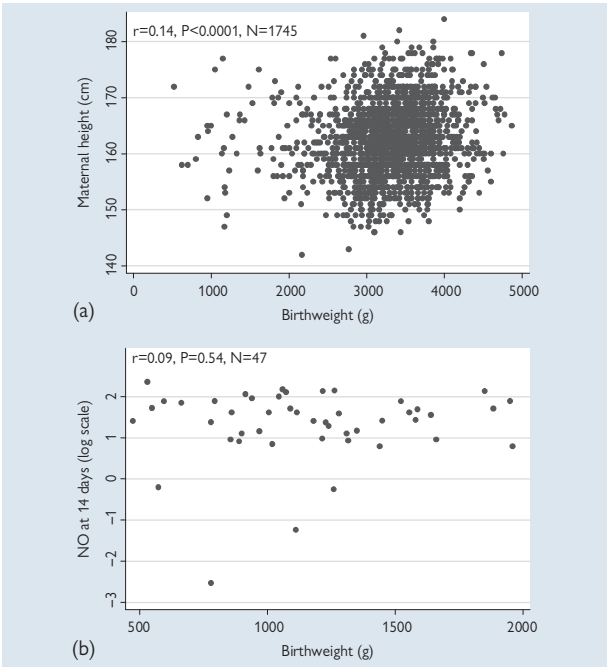 r=0.14, P<0.0001, N=1745
Maternal height (cm)
180
170
160
150
140
0 1000 2000 3000 4000 5000
Birthweight (g)
(a)
r=0.09, P=0.54, N=47
NO at 14 days (log scale)
2
1
0
−1
−2
−3
500 1000 1500 2000
Birthweight (g)
(b)